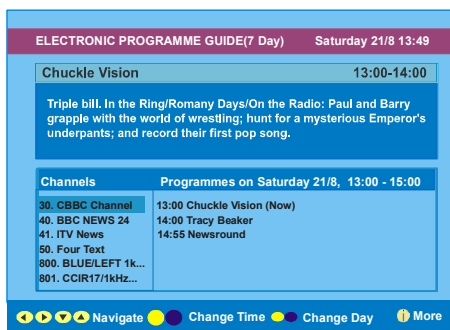 ELECTRONIC PROGRAMME GUIDE(7 Day) Saturday 21/8 13:49
Chuckle Vision 13:00-14:00
Triple bill. In the Ring/Romany Days/On the Radio: Paul and Barry
grapple with the world of wrestling; hunt for a mysterious Emperor's
underpants; and record their first pop song.
Channels Programmes on Saturday 21/8, 13:00 - 15:00
30. CBBC Channel 13:00 Chuckle Vision (Now)
40. BBC NEWS 24 14:00 Tracy Beaker
41. ITV News 14:55 Newsround
50. Four Text
800. BLUE/LEFT 1k...
801. CCIR17/1kHz...
Navigate Change Time Change Day i More